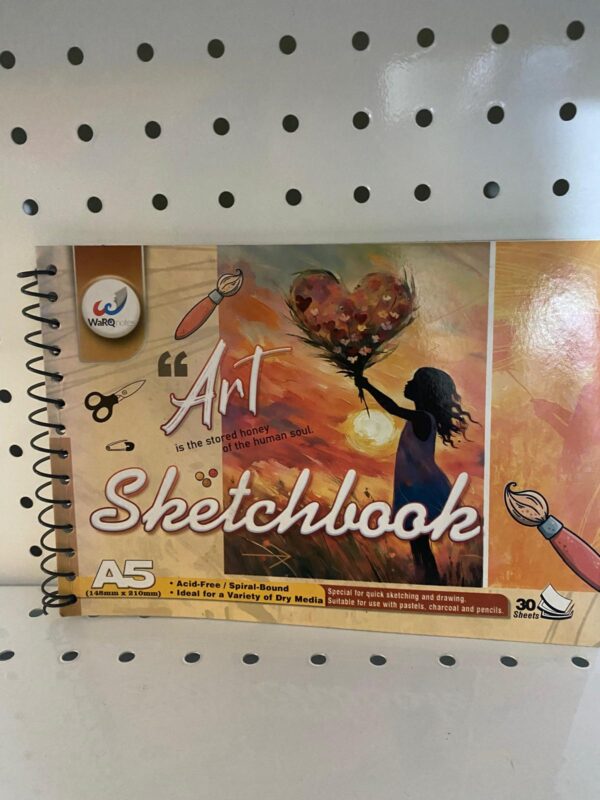 WaRQnotes
“
Art
is the stored honey
of the human soul.
Sketchbook
A5
(148mm x 210mm)
• Acid-Free / Spiral-Bound
• Ideal for a Variety of Dry Media
Special for quick sketching and drawing.
Suitable for use with pastels, charcoal and pencils.
30
Sheets